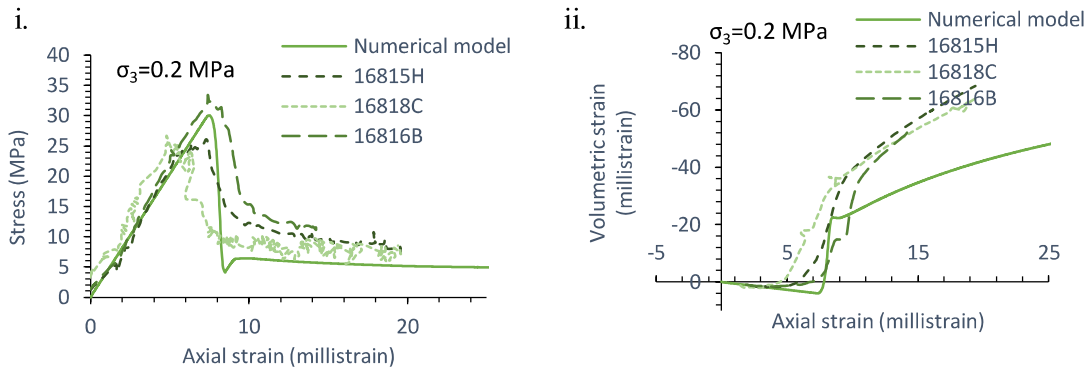 i.
Stress (MPa)
40
35
30
25
20
15
10
5
0
0
10
20
Axial strain (millistrain)
σ3=0.2 MPa
Numerical model
16815H
16818C
16816B
ii.
Volumetric strain
(millistrain)
-80
-60
-40
-20
-0
-5
5
15
25
Axial strain (millistrain)
σ3=0.2 MPa
Numerical model
16815H
16818C
16816B